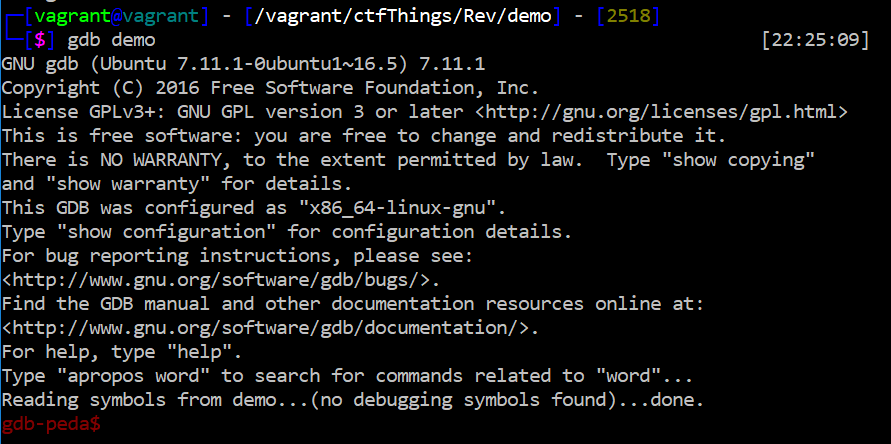 ┌─[vagrant@vagrant] - [/vagrant/ctfThings/Rev/demo] - [2518]
└─[$] gdb demo [22:25:09]
GNU gdb (Ubuntu 7.11.1-0ubuntu1~16.5) 7.11.1
Copyright (C) 2016 Free Software Foundation, Inc.
License GPLv3+: GNU GPL version 3 or later <http://gnu.org/licenses/gpl.html>
This is free software: you are free to change and redistribute it.
There is NO WARRANTY, to the extent permitted by law.  Type "show copying"
and "show warranty" for details.
This GDB was configured as "x86_64-linux-gnu".
Type "show configuration" for configuration details.
For bug reporting instructions, please see:
<http://www.gnu.org/software/gdb/bugs/>.
Find the GDB manual and other documentation resources online at:
<http://www.gnu.org/software/gdb/documentation/>.
For help, type "help".
Type "apropos word" to search for commands related to "word"...
Reading symbols from demo...(no debugging symbols found)...done.
gdb-peda$